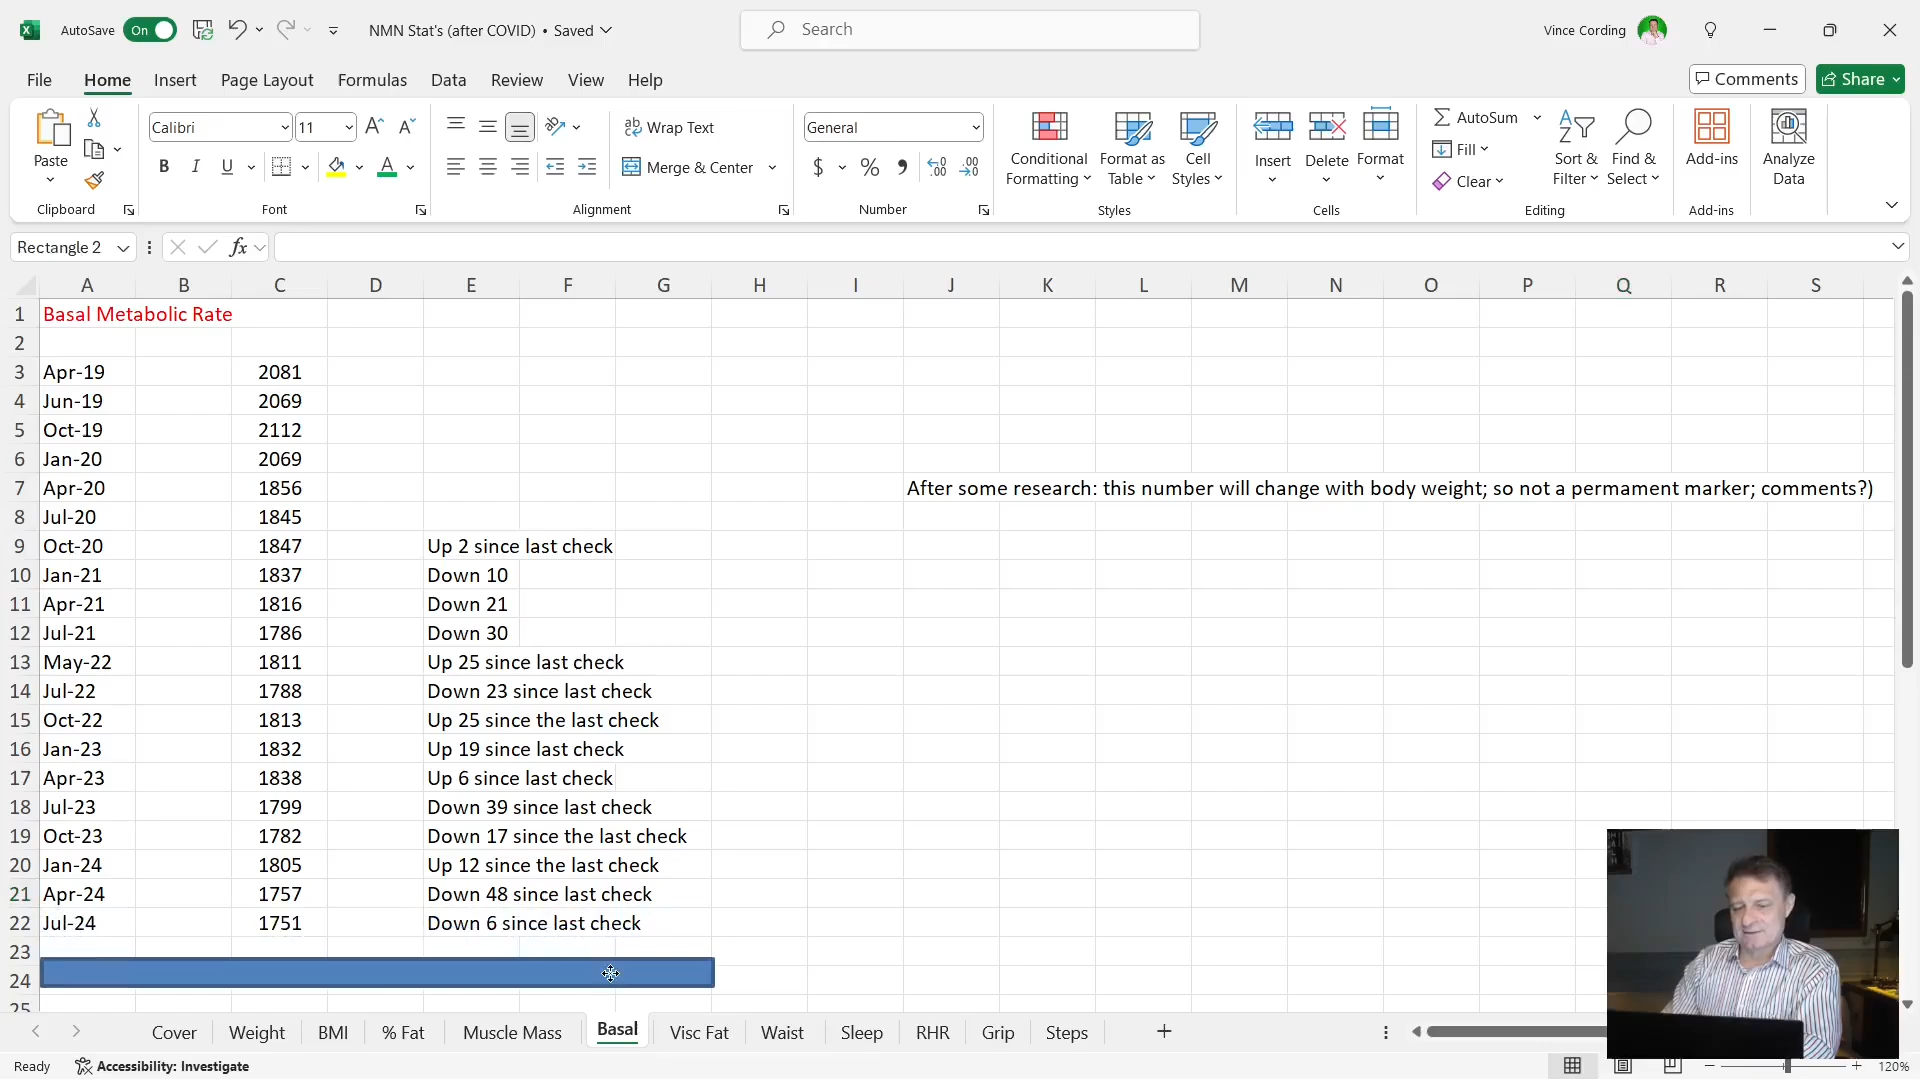 AutoSave On NMN Stat's (after COVID) • Saved Search Vince Cording
File Home Insert Page Layout Formulas Data Review View Help Comments Share
Paste Calibri 11 Wrap Text General Conditional Formatting Format as Table Cell Styles Insert Delete Format AutoSum Sort & Filter Find & Select Add-ins Analyze Data
B I U Merge & Center $ % Fill Clear
Clipboard Font Alignment Number Styles Cells Editing Add-ins
Rectangle 2 fx
A B C D E F G H I J K L M N O P Q R S
1 Basal Metabolic Rate
2
3 Apr-19 2081
4 Jun-19 2069
5 Oct-19 2112
6 Jan-20 2069
7 Apr-20 1856 After some research: this number will change with body weight; so not a permament marker; comments?)
8 Jul-20 1845
9 Oct-20 1847 Up 2 since last check
10 Jan-21 1837 Down 10
11 Apr-21 1816 Down 21
12 Jul-21 1786 Down 30
13 May-22 1811 Up 25 since last check
14 Jul-22 1788 Down 23 since last check
15 Oct-22 1813 Up 25 since the last check
16 Jan-23 1832 Up 19 since last check
17 Apr-23 1838 Up 6 since last check
18 Jul-23 1799 Down 39 since last check
19 Oct-23 1782 Down 17 since the last check
20 Jan-24 1805 Up 12 since the last check
21 Apr-24 1757 Down 48 since last check
22 Jul-24 1751 Down 6 since last check
23
24
25
Cover Weight BMI % Fat Muscle Mass Basal Visc Fat Waist Sleep RHR Grip Steps
Ready Accessibility: Investigate 120%